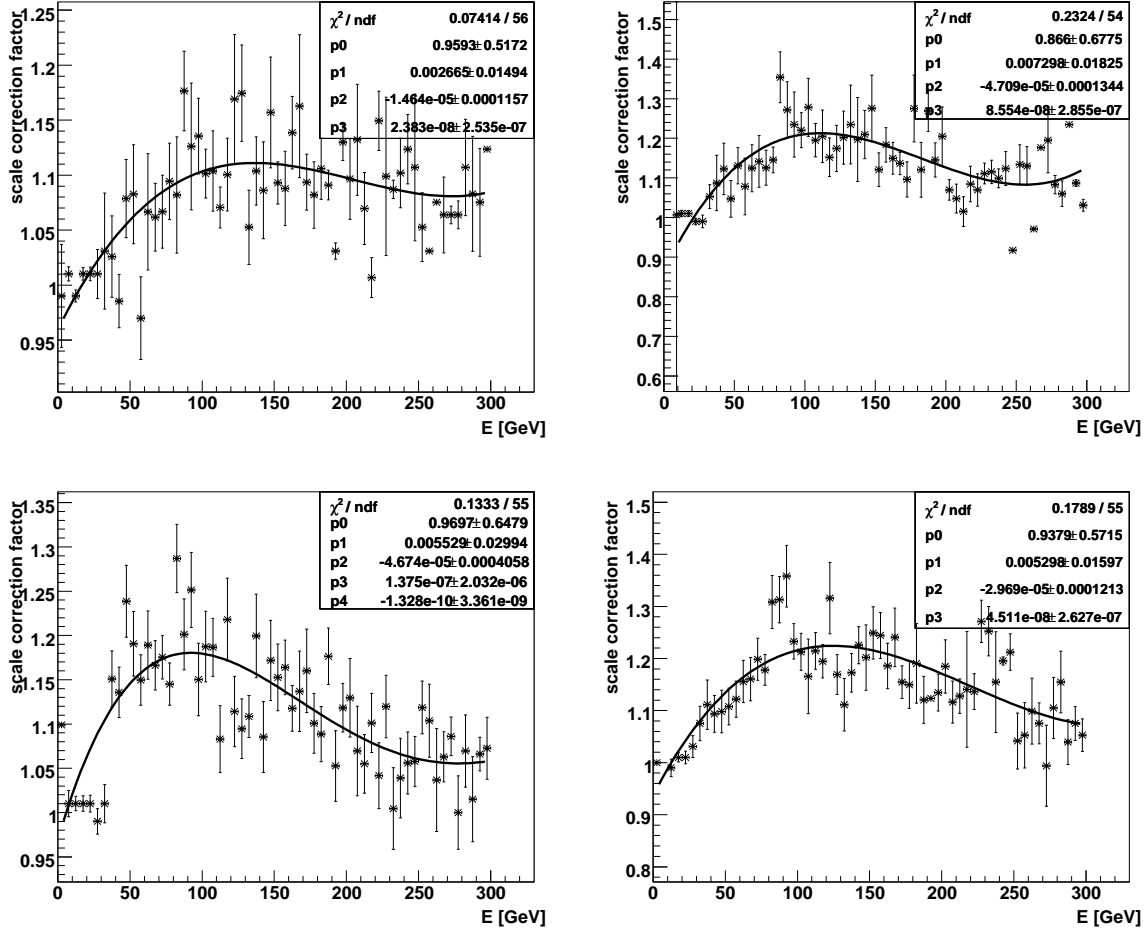 scale correction factor
1.25
1.2
1.15
1.1
1.05
1
0.95
0 50 100 150 200 250 300
E [GeV]
χ² / ndf 0.07414 / 56
p0 0.9593± 0.5172
p1 0.002665± 0.01494
p2 -1.464e-05± 0.0001157
p3 2.383e-08± 2.535e-07
scale correction factor
1.5
1.4
1.3
1.2
1.1
1
0.9
0.8
0.7
0.6
0 50 100 150 200 250 300
E [GeV]
χ² / ndf 0.2324 / 54
p0 0.866± 0.6775
p1 0.007298± 0.01825
p2 -4.709e-05± 0.0001344
p3 8.554e-08± 2.855e-07
scale correction factor
1.35
1.3
1.25
1.2
1.15
1.1
1.05
1
0.95
0 50 100 150 200 250 300
E [GeV]
χ² / ndf 0.1333 / 55
p0 0.9697± 0.6479
p1 0.005529± 0.02994
p2 -4.674e-05± 0.0004058
p3 1.375e-07± 2.032e-06
p4 -1.328e-10± 3.361e-09
scale correction factor
1.5
1.4
1.3
1.2
1.1
1
0.9
0.8
0 50 100 150 200 250 300
E [GeV]
χ² / ndf 0.1789 / 55
p0 0.9379± 0.5715
p1 0.005298± 0.01597
p2 -2.969e-05± 0.0001213
p3 4.511e-08± 2.627e-07